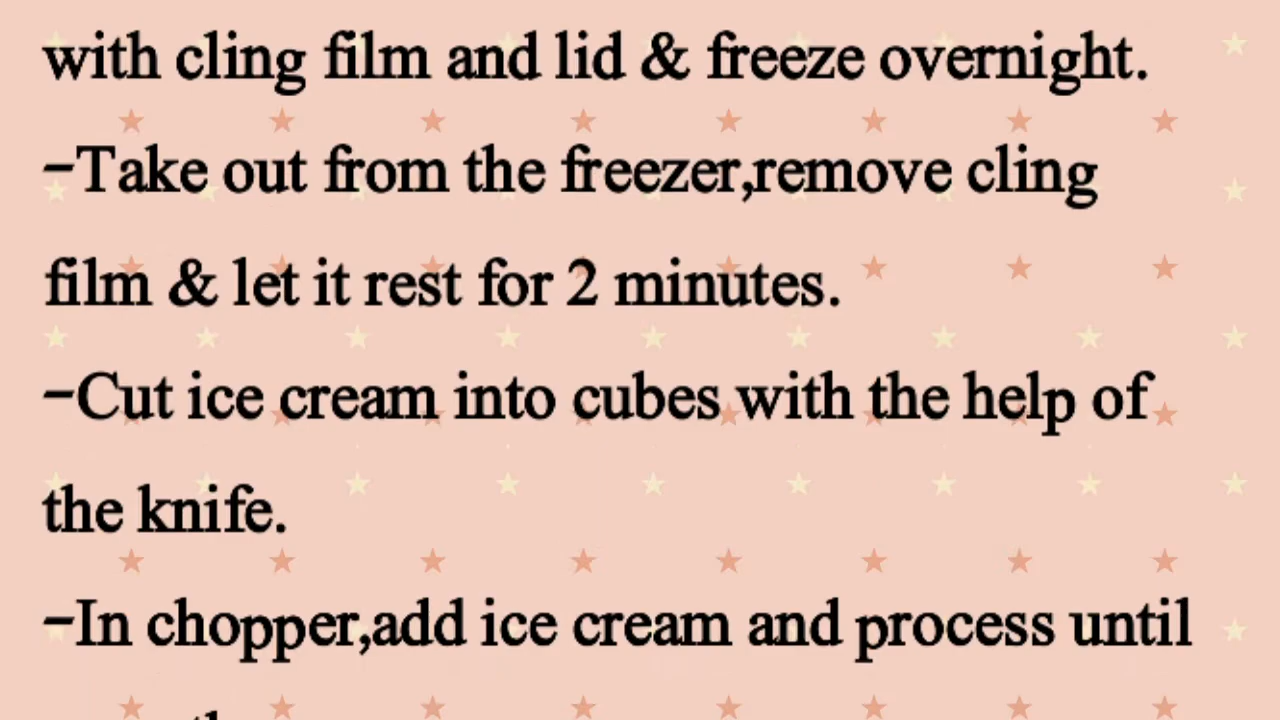 with cling film and lid & freeze overnight.
-Take out from the freezer,remove cling
film & let it rest for 2 minutes.
-Cut ice cream into cubes with the help of
the knife.
-In chopper,add ice cream and process until